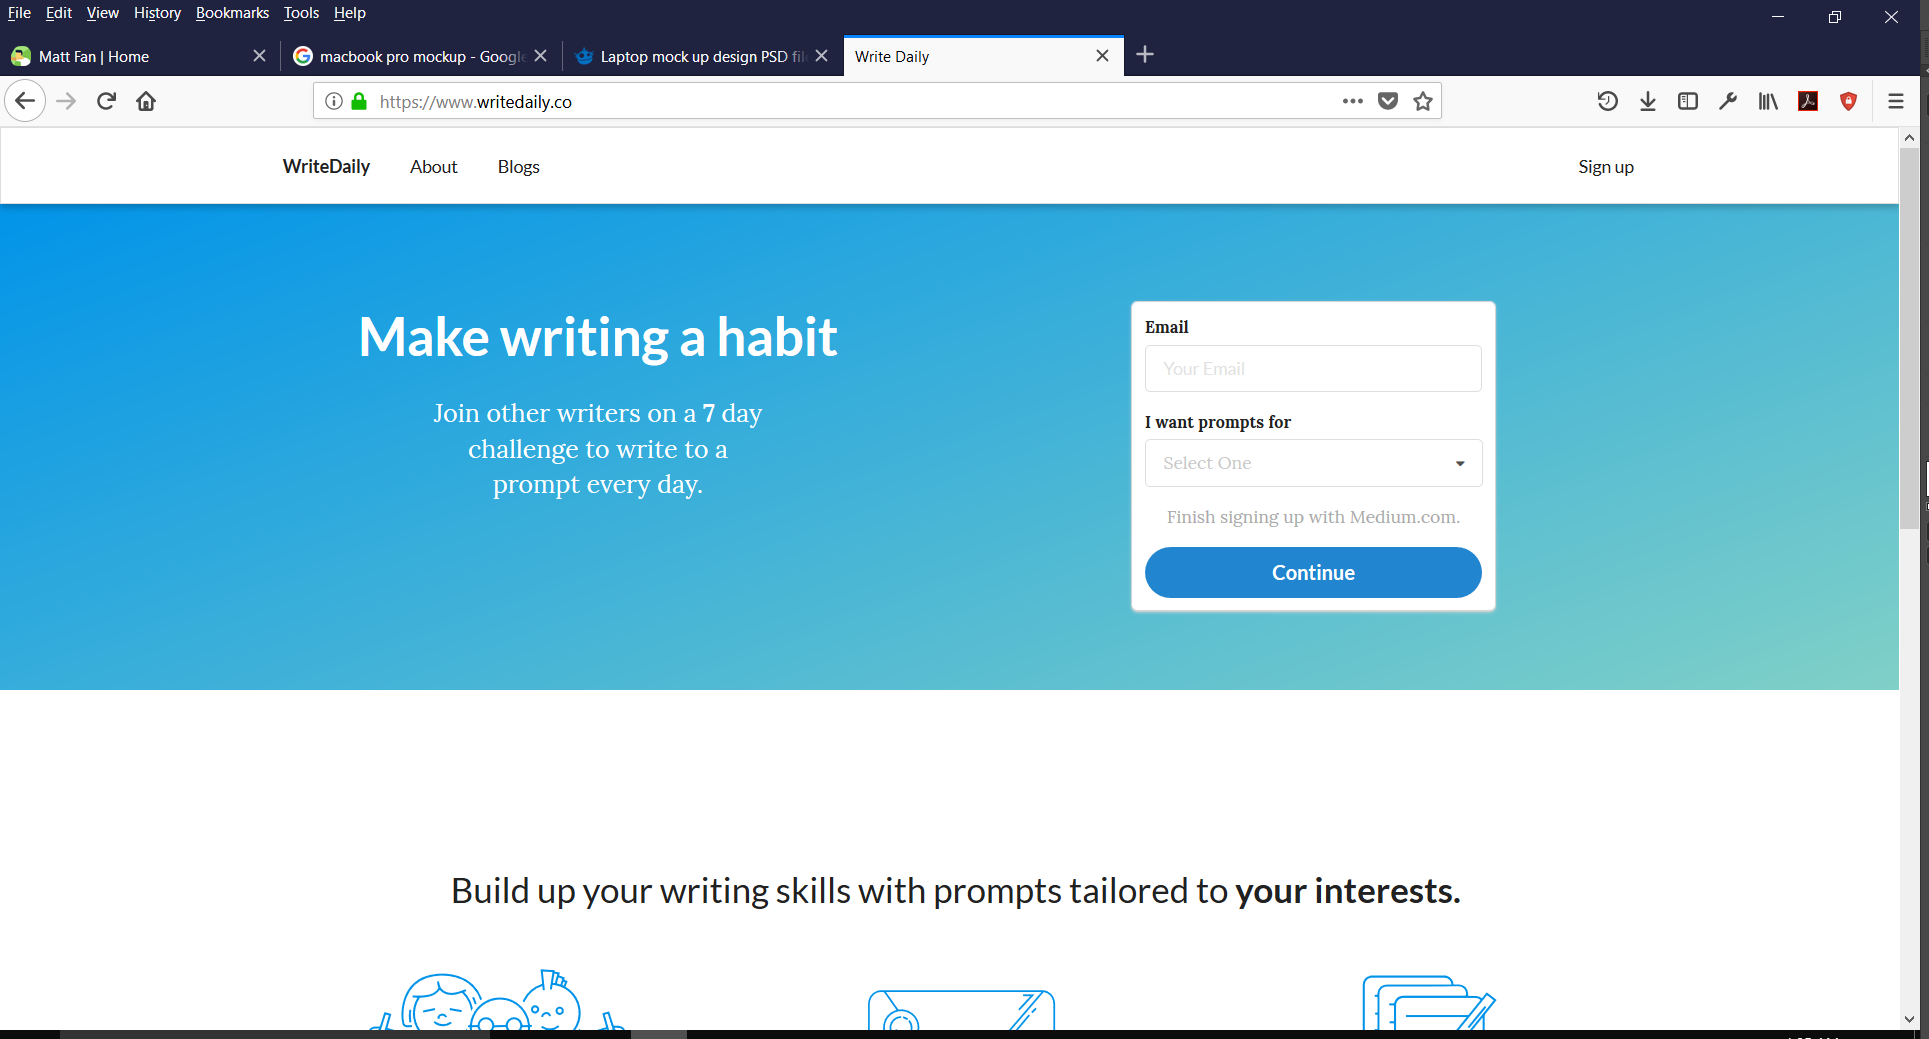 File Edit View History Bookmarks Tools Help
Matt Fan | Home
macbook pro mockup - Google
Laptop mock up design PSD fil
Write Daily
https://www.writedaily.co
WriteDaily About Blogs Sign up
Make writing a habit
Join other writers on a 7 day
challenge to write to a
prompt every day.
Email
Your Email
I want prompts for
Select One
Finish signing up with Medium.com.
Continue
Build up your writing skills with prompts tailored to your interests.